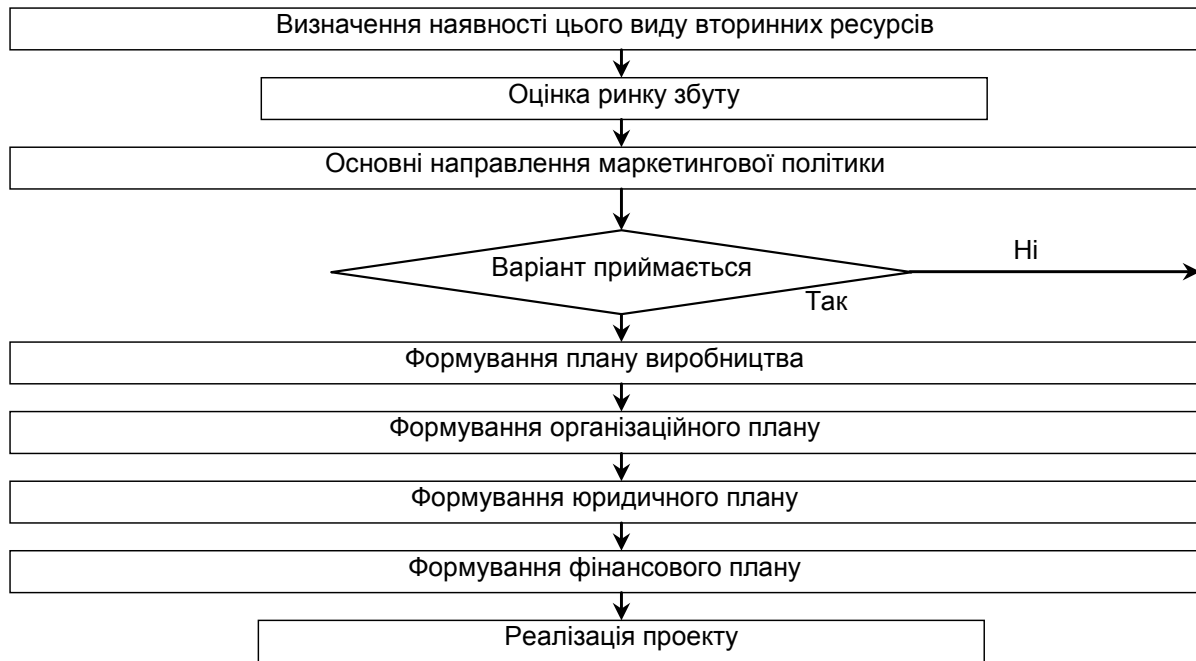 Визначення наявності цього виду вторинних ресурсів
Оцінка ринку збуту
Основні направлення маркетингової політики
Варіант приймається
Ні
Так
Формування плану виробництва
Формування організаційного плану
Формування юридичного плану
Формування фінансового плану
Реалізація проекту